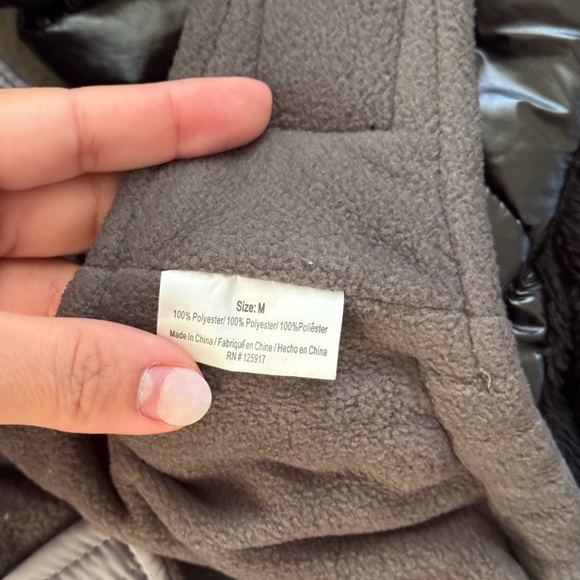 Size: M
100% Polyester/ 100% Polyester/ 100%Poliéster
Made in China / Fabriqué en Chine / Hecho en China
RN # 125917